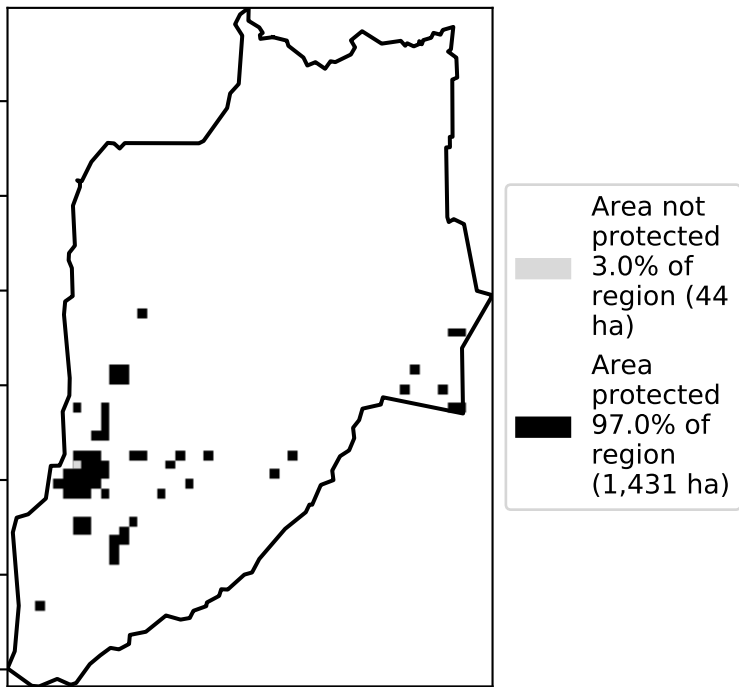 Area not
protected
3.0% of
region (44
ha)
Area
protected
97.0% of
region
(1,431 ha)